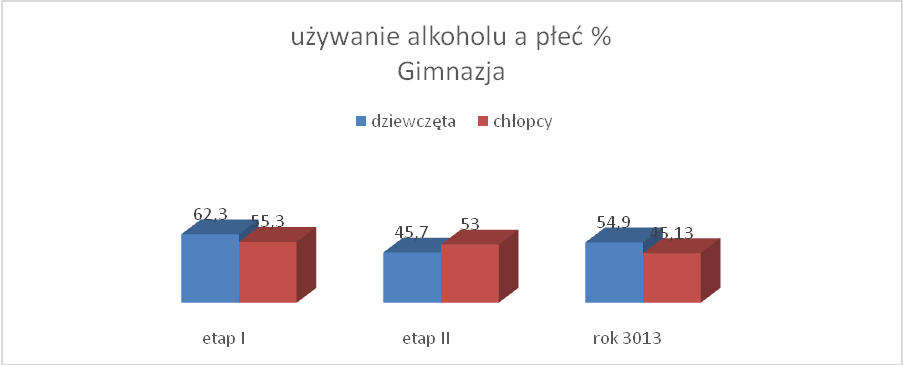 używanie alkoholu a płeć %
Gimnazja
dziewczęta chłopcy
62,3 55,3 45,7 53 54,9 45,13
etap I etap II rok 3013